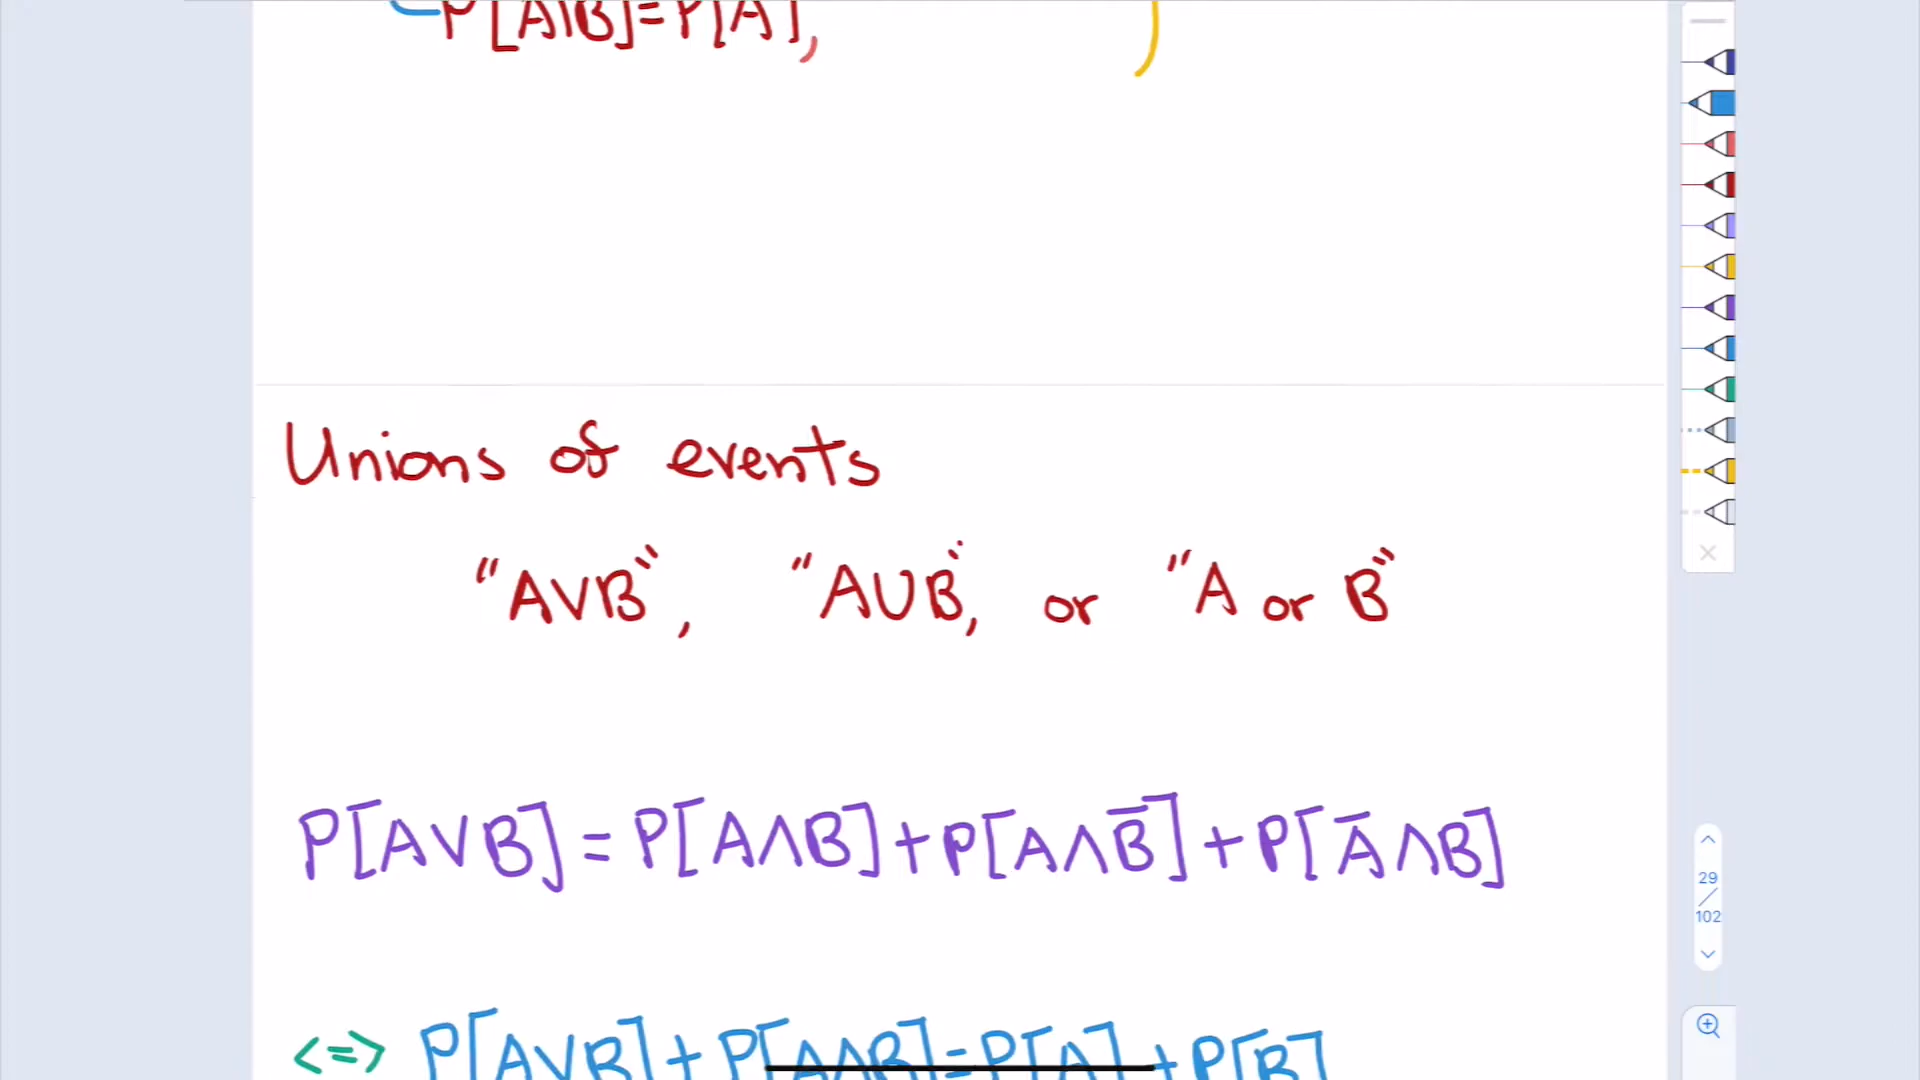 P[A|B]=P[A],
Unions of events
"A∨B", "A∪B", or "A or B"
P[A∨B]=P[A∧B]+P[A∧B̅]+P[A̅∧B]
<=> P[A∨B]+P[A∧B]=P[A]+P[B]
29
102